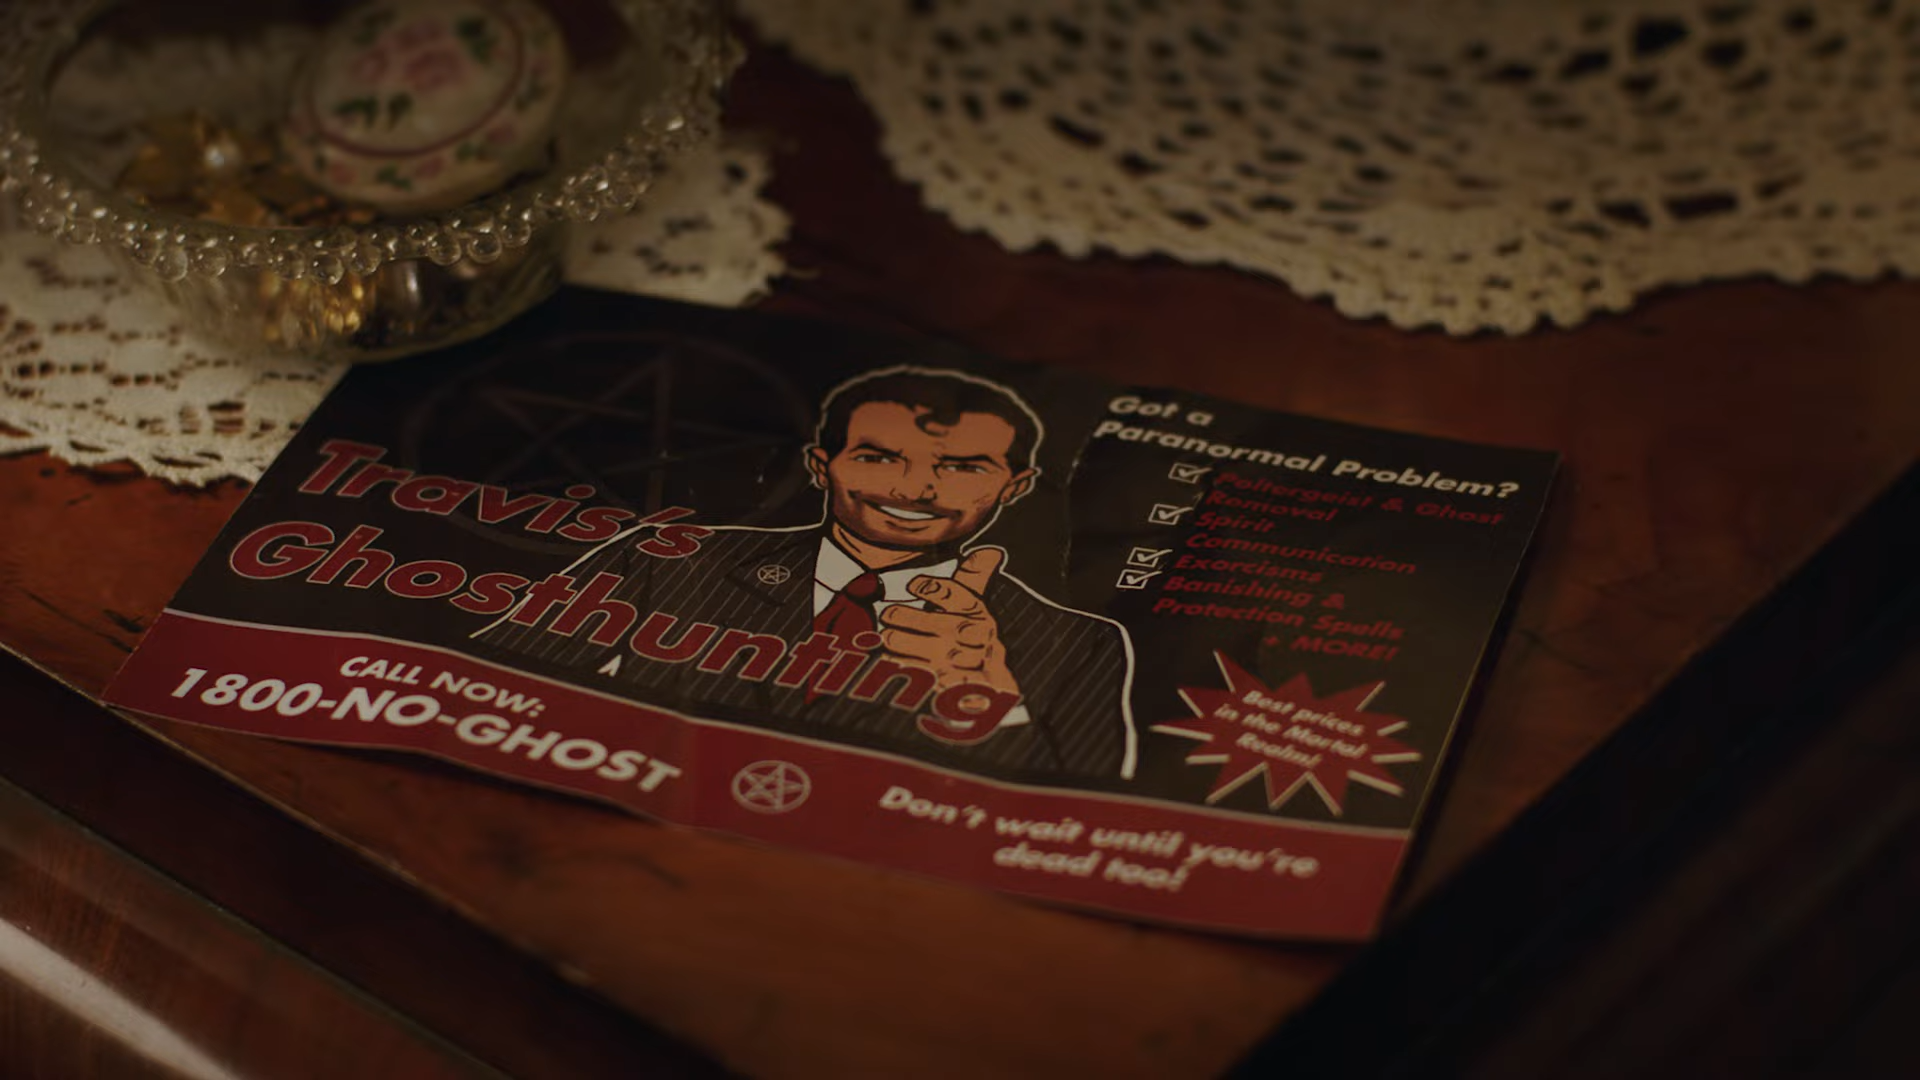 Travis's
Ghosthunting
CALL NOW:
1800-NO-GHOST
Got a
Paranormal Problem?
Poltergeist & Ghost
Removal
Spirit
Communication
Exorcisms
Banishing &
Protection Spells
+ MORE!
Best prices
in the Mortal
Realm!
Don't wait until you're
dead too!